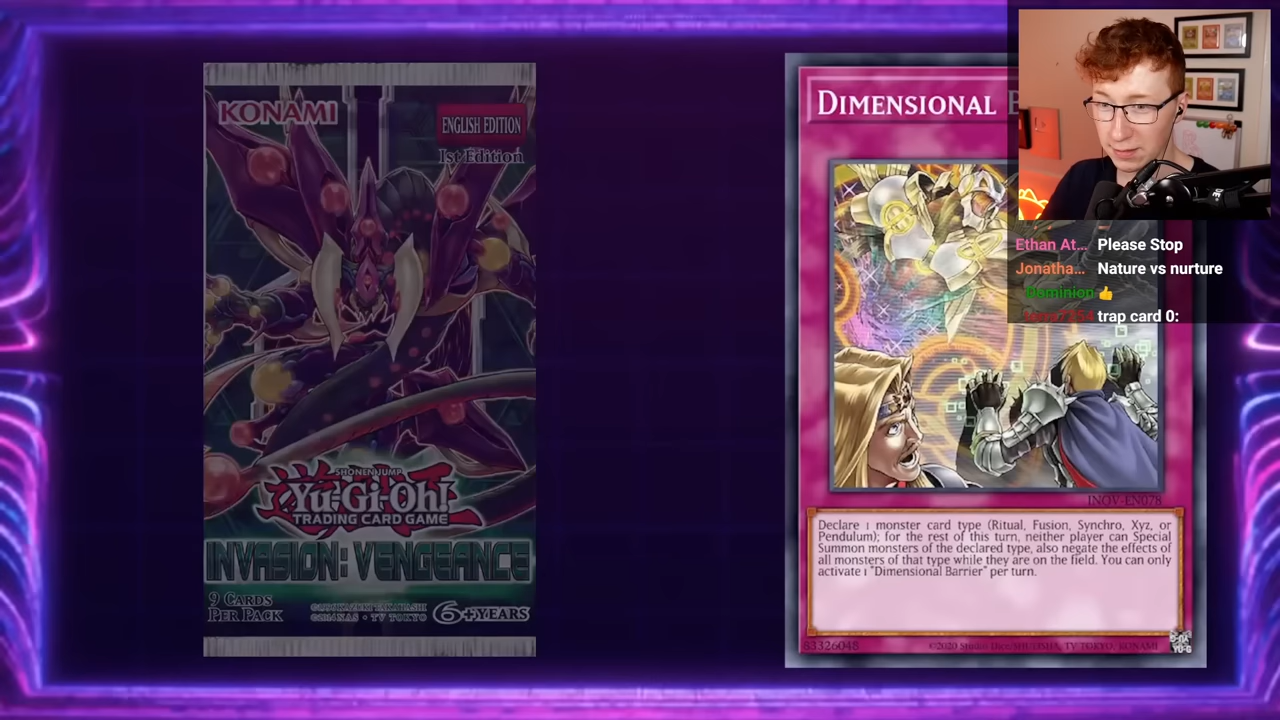 KONAMI
ENGLISH EDITION
1st Edition
SHONEN JUMP
Yu-Gi-Oh!
TRADING CARD GAME
INVASION: VENGEANCE
9 CARDS
PER PACK
6+YEARS
DIMENSIONAL
INOV-EN078
Declare 1 monster card type (Ritual, Fusion, Synchro, Xyz, or
Pendulum); for the rest of this turn, neither player can Special
Summon monsters of the declared type, also negate the effects of
all monsters of that type while they are on the field. You can only
activate 1 "Dimensional Barrier" per turn.
83326048
©2020 Studio Dice/SHUEISHA, TV TOKYO, KONAMI
Ethan At… Please Stop
Jonatha… Nature vs nurture
Dominion 👍
trap card 0: